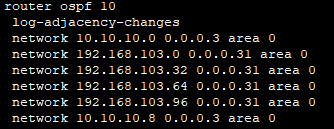 router ospf 10
log-adjacency-changes
network 10.10.10.0 0.0.0.3 area 0
network 192.168.103.0 0.0.0.31 area 0
network 192.168.103.32 0.0.0.31 area 0
network 192.168.103.64 0.0.0.31 area 0
network 192.168.103.96 0.0.0.31 area 0
network 10.10.10.8 0.0.0.3 area 0